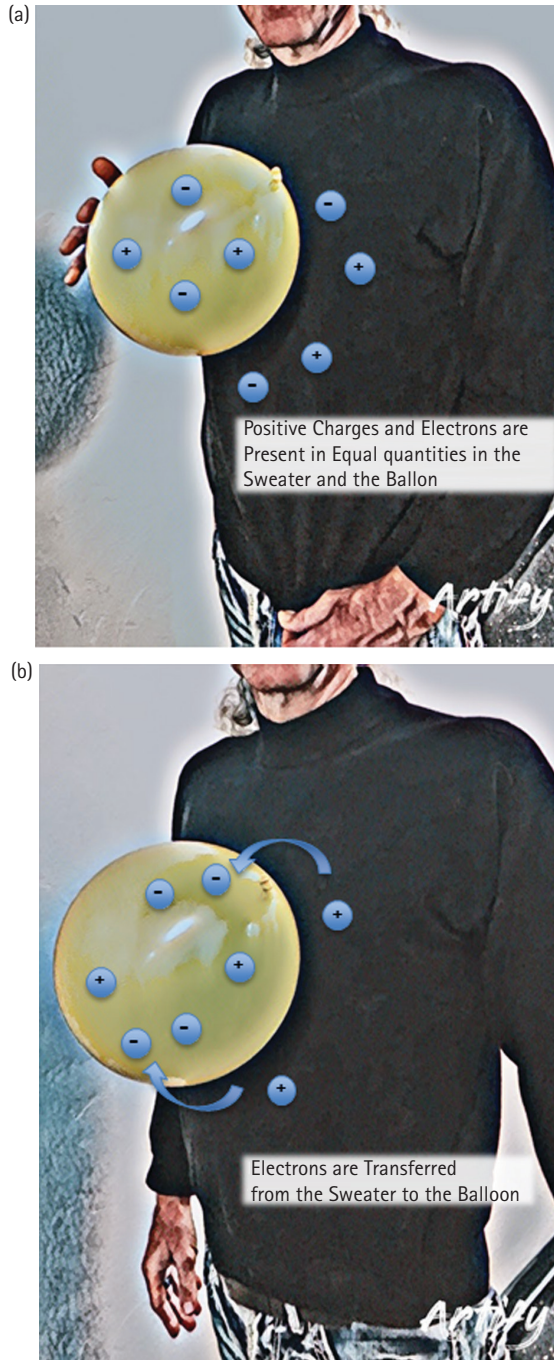 (a)
-
-
+
+
+
-
+
-
Positive Charges and Electrons are
Present in Equal quantities in the
Sweater and the Ballon
Artify
(b)
-
-
+
+
+
-
-
+
Electrons are Transferred
from the Sweater to the Balloon
Artify